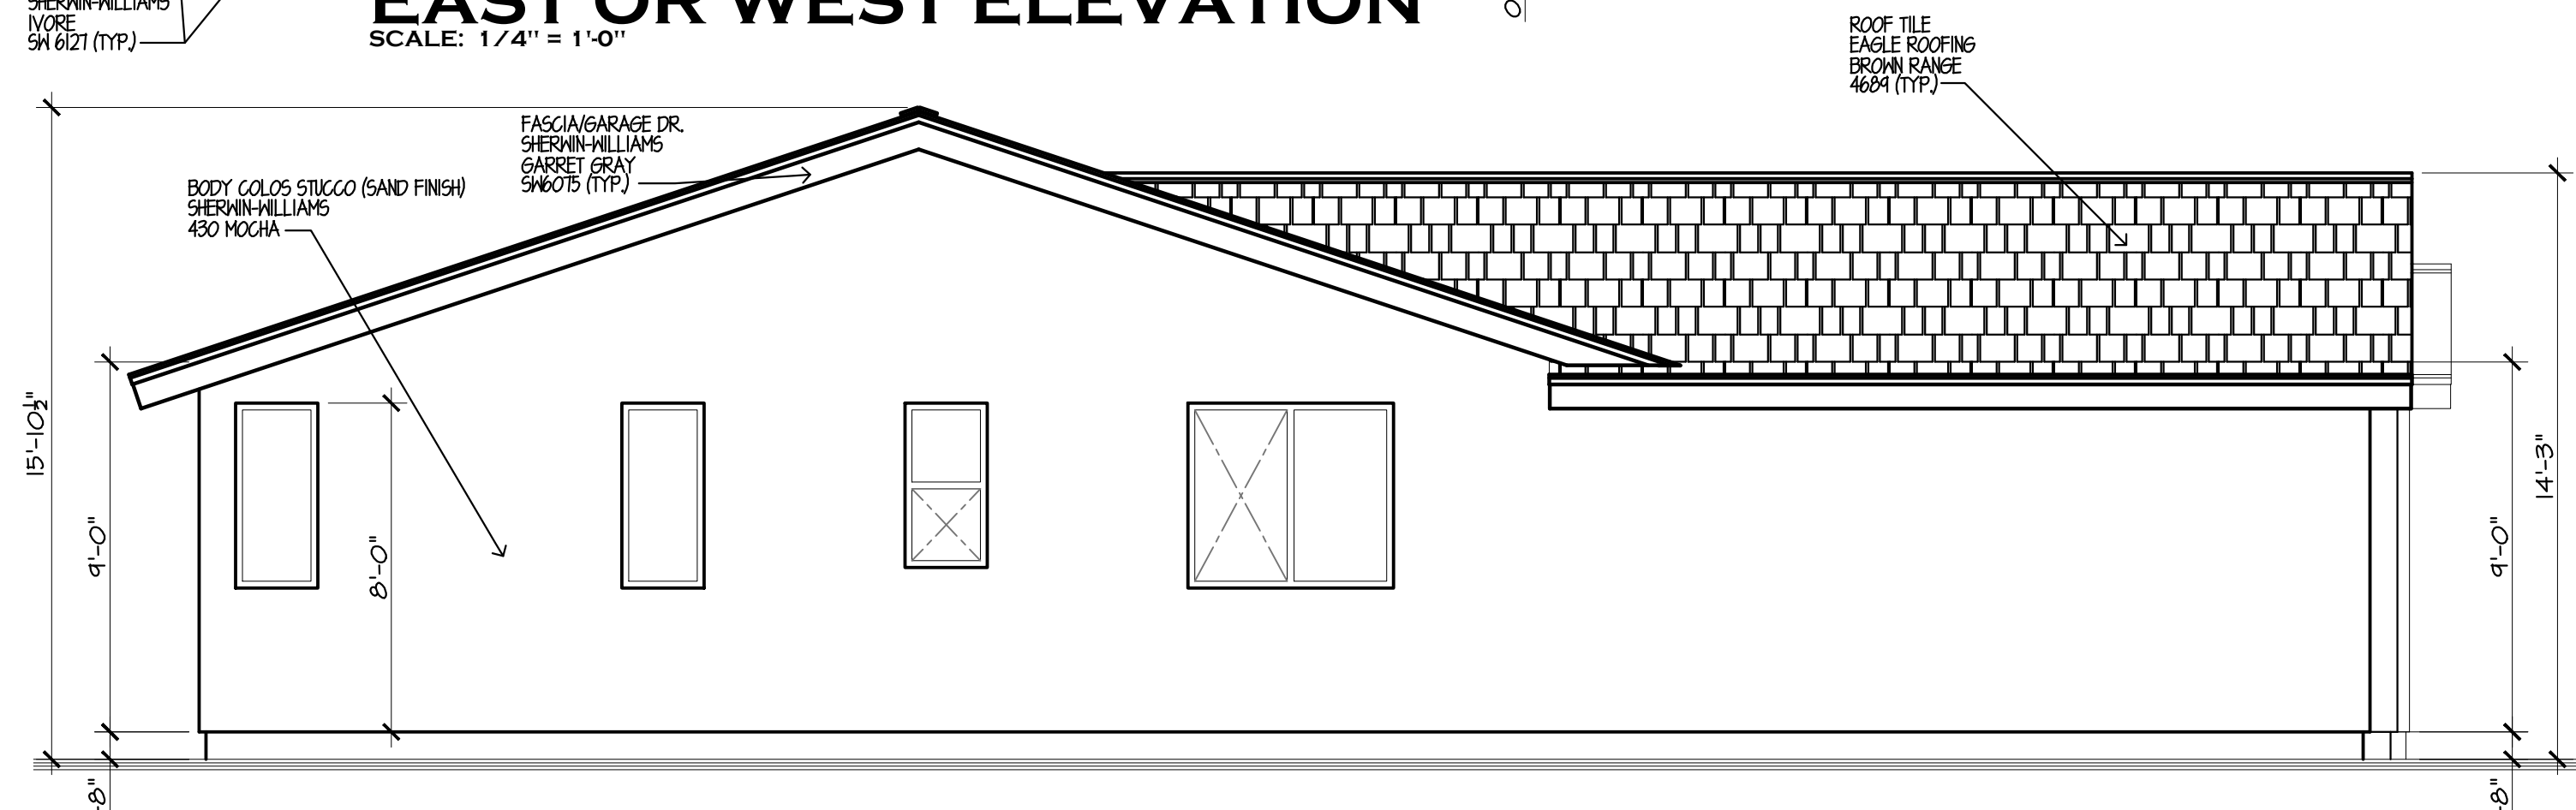 SHERWIN-WILLIAMS
IVORE
SW 6127 (TYP.)
EAST OR WEST ELEVATION
SCALE: 1/4" = 1'-0"
ROOF TILE
EAGLE ROOFING
BROWN RANGE
4689 (TYP.)
FASCIA/GARAGE DR.
SHERWIN-WILLIAMS
GARRET GRAY
SW6075 (TYP.)
BODY COLOS STUCCO (SAND FINISH)
SHERWIN-WILLIAMS
430 MOCHA
15'-10½"
9'-0"
8'-0"
9'-0"
14'-3"
-8"
-8"